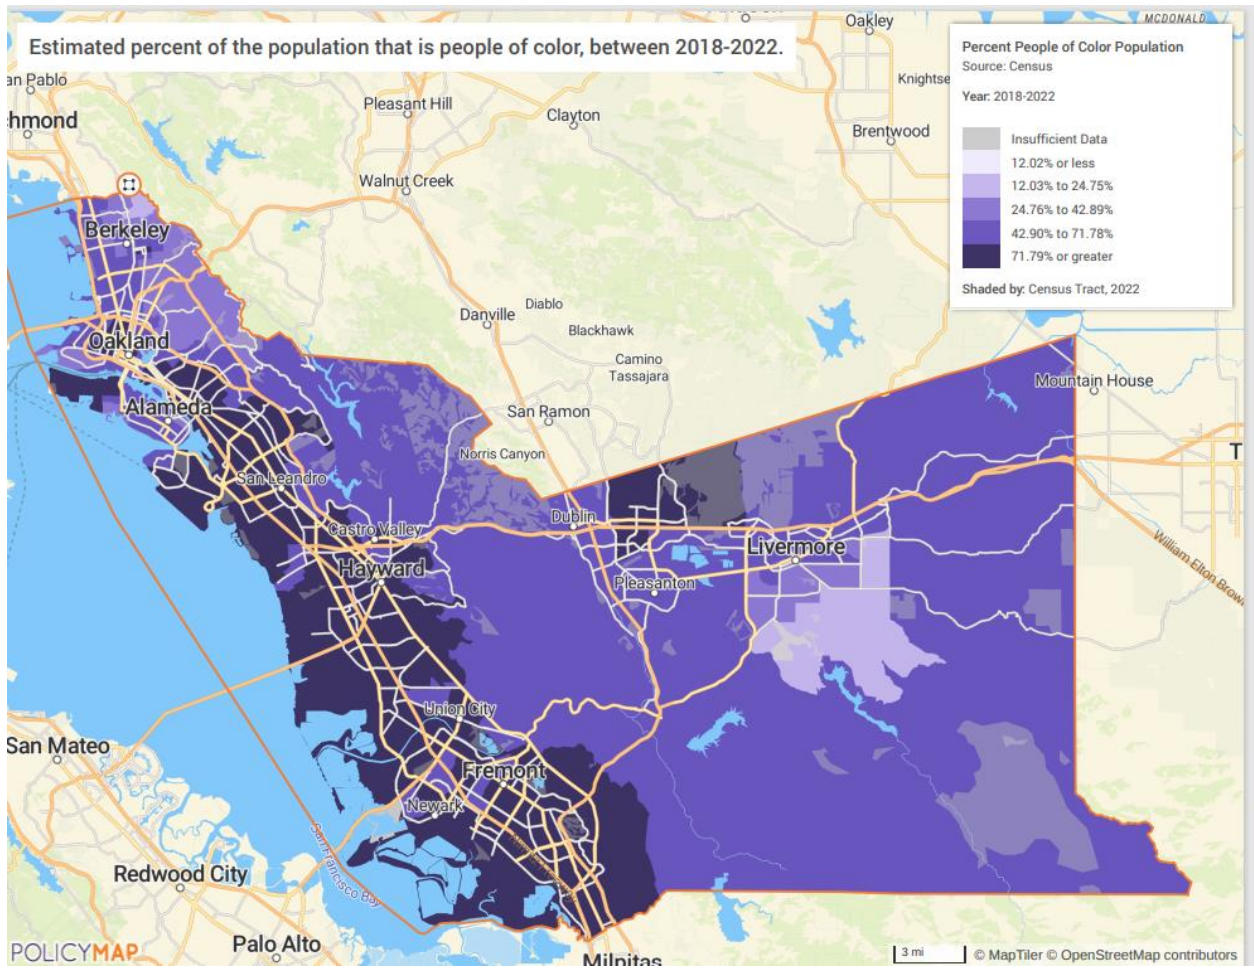 MCDONALD
Oakley
Estimated percent of the population that is people of color, between 2018-2022.
Percent People of Color Population
Source: Census
Year: 2018-2022
Insufficient Data
12.02% or less
12.03% to 24.75%
24.76% to 42.89%
42.90% to 71.78%
71.79% or greater
Shaded by: Census Tract, 2022
an Pablo
Knightse
Pleasant Hill
Clayton
hmond
Brentwood
Walnut Creek
Berkeley
Diablo
Danville
Blackhawk
Oakland
Camino
Tassajara
Mountain House
Alameda
San Ramon
Norris Canyon
T
San Leandro
Dublin
Castro Valley
Livermore
William Elton Brow
Hayward
Pleasanton
Union City
San Mateo
Fremont
Newark
San Francisco Bay
Redwood City
Palo Alto
POLICYMAP
3 mi
© MapTiler © OpenStreetMap contributors
Milpitas